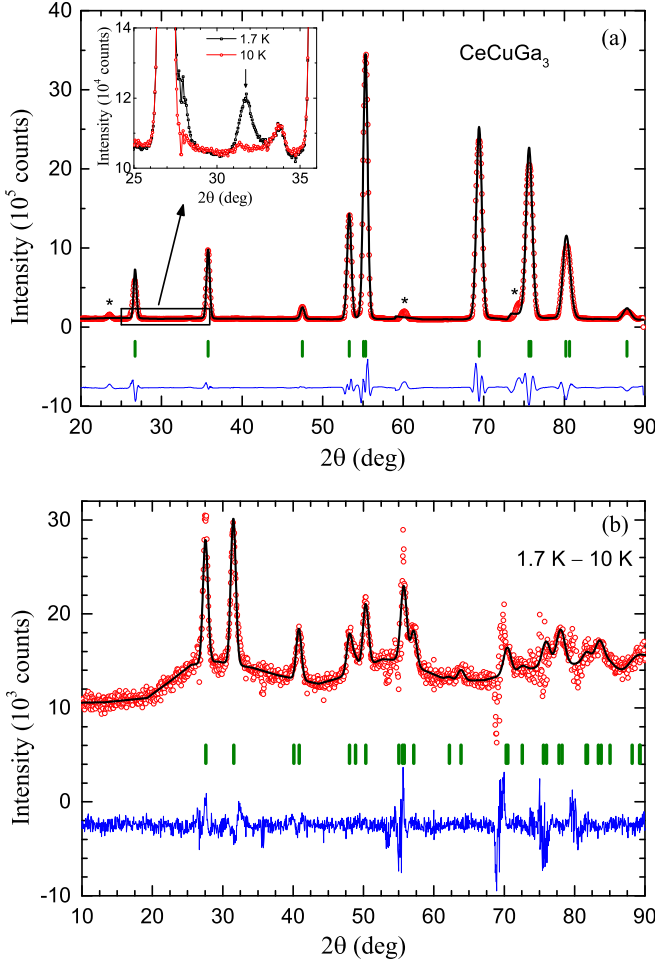 40
30
20
10
0
-10
Intensity (10⁵ counts)
(a)
CeCuGa₃
14
12
11
10
Intensity (10⁴ counts)
1.7 K
10 K
25 30 35
2θ (deg)
* * *
20 30 40 50 60 70 80 90
2θ (deg)
30
20
10
0
-10
Intensity (10³ counts)
(b)
1.7 K – 10 K
10 20 30 40 50 60 70 80 90
2θ (deg)